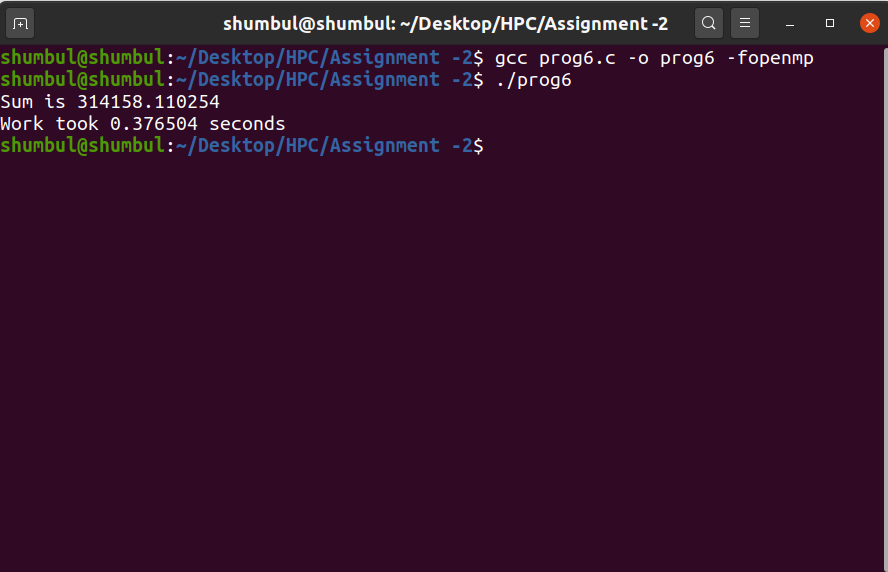 shumbul@shumbul: ~/Desktop/HPC/Assignment -2
shumbul@shumbul:~/Desktop/HPC/Assignment -2$ gcc prog6.c -o prog6 -fopenmp
shumbul@shumbul:~/Desktop/HPC/Assignment -2$ ./prog6
Sum is 314158.110254
Work took 0.376504 seconds
shumbul@shumbul:~/Desktop/HPC/Assignment -2$